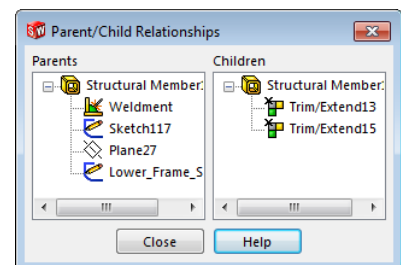 Parent/Child Relationships
Parents
Children
Structural Member:
Weldment
Sketch117
Plane27
Lower_Frame_S
Structural Member:
Trim/Extend13
Trim/Extend15
Close
Help